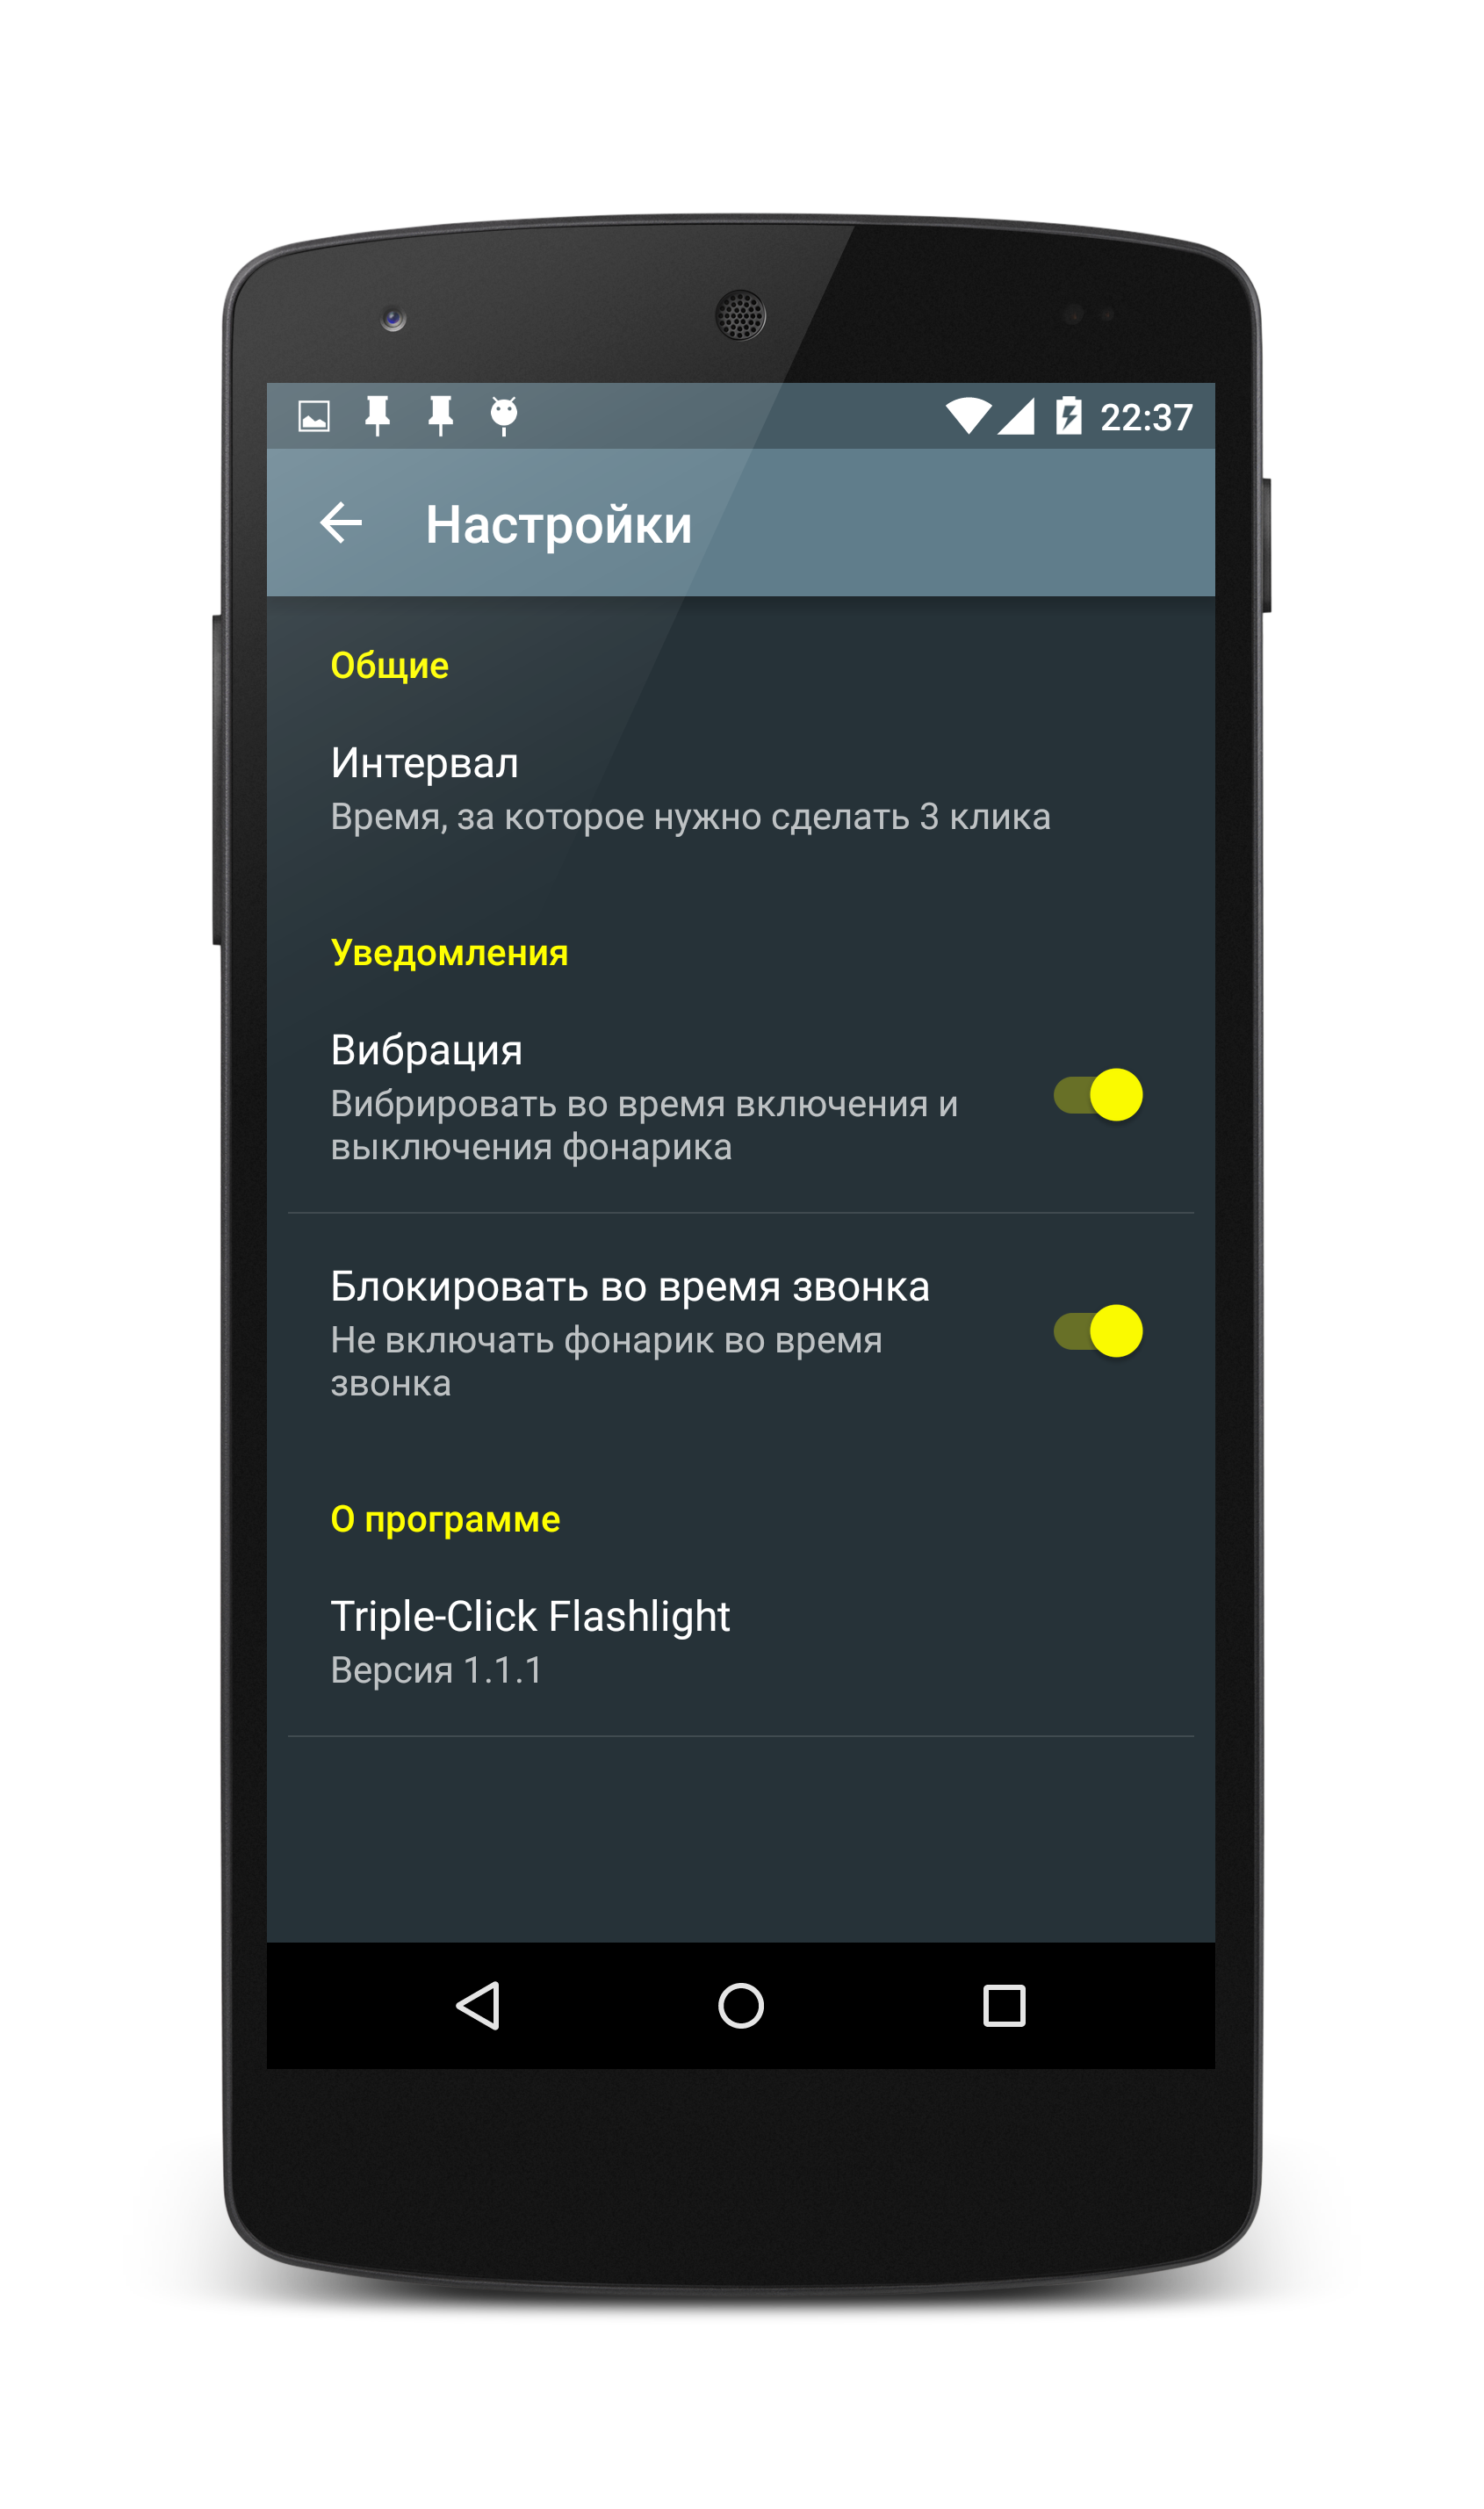 22:37
Настройки
Общие
Интервал
Время, за которое нужно сделать 3 клика
Уведомления
Вибрация
Вибрировать во время включения и
выключения фонарика
Блокировать во время звонка
Не включать фонарик во время
звонка
О программе
Triple-Click Flashlight
Версия 1.1.1